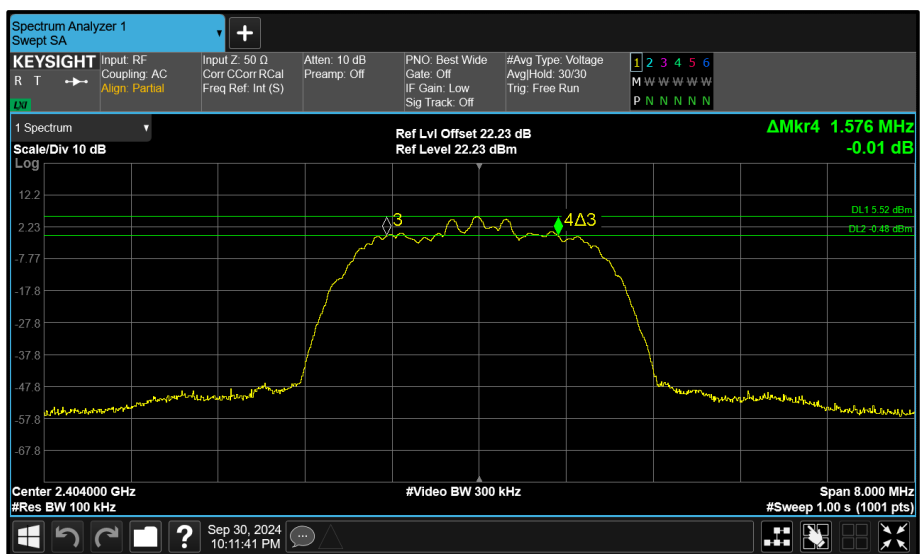 Spectrum Analyzer 1
Swept SA
+
KEYSIGHT
R T
LXI
Input: RF
Coupling: AC
Align: Partial
Input Z: 50 Ω
Corr CCorr RCal
Freq Ref: Int (S)
Atten: 10 dB
Preamp: Off
PNO: Best Wide
Gate: Off
IF Gain: Low
Sig Track: Off
#Avg Type: Voltage
Avg|Hold: 30/30
Trig: Free Run
1 2 3 4 5 6
M W W W W W
P N N N N N
1 Spectrum
Scale/Div 10 dB
Log
Ref Lvl Offset 22.23 dB
Ref Level 22.23 dBm
ΔMkr4 1.576 MHz
-0.01 dB
12.2
2.23
-7.77
-17.8
-27.8
-37.8
-47.8
-57.8
-67.8
3
4Δ3
DL1 5.52 dBm
DL2 -0.48 dBm
Center 2.404000 GHz
#Res BW 100 kHz
#Video BW 300 kHz
Span 8.000 MHz
#Sweep 1.00 s (1001 pts)
?
Sep 30, 2024
10:11:41 PM